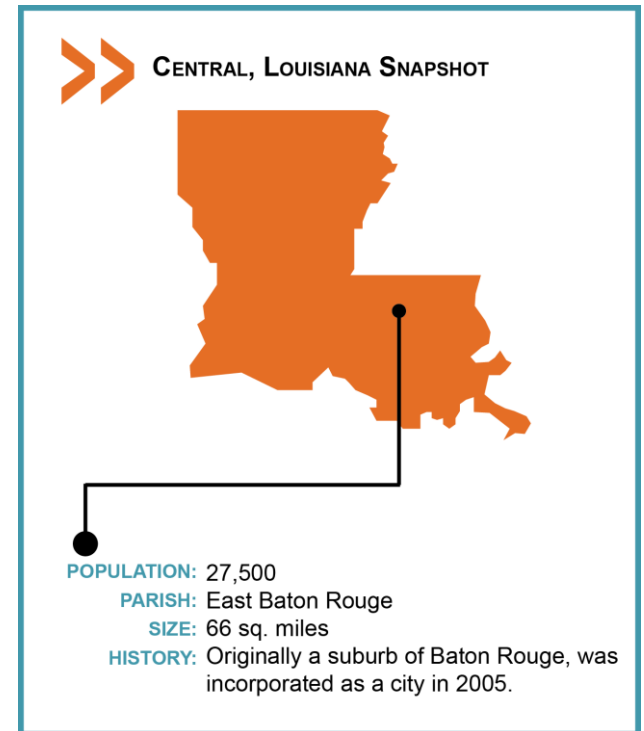 Central, Louisiana Snapshot
POPULATION: 27,500
PARISH: East Baton Rouge
SIZE: 66 sq. miles
HISTORY: Originally a suburb of Baton Rouge, was
incorporated as a city in 2005.